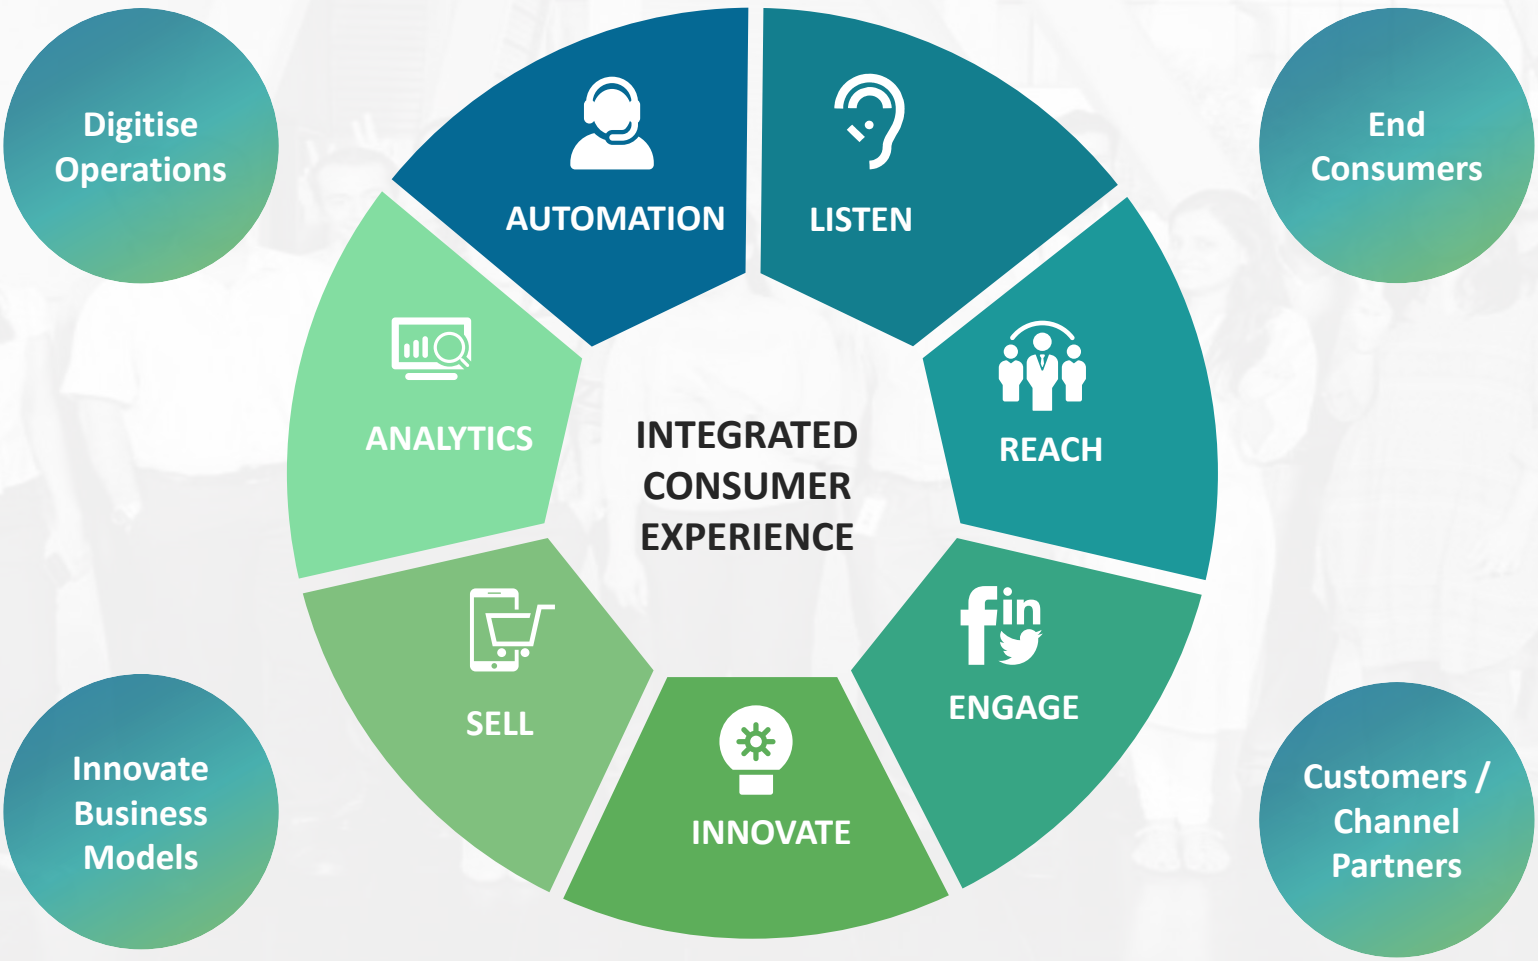 Digitise
Operations
End
Consumers
AUTOMATION
LISTEN
ANALYTICS
REACH
INTEGRATED
CONSUMER
EXPERIENCE
SELL
ENGAGE
f in
INNOVATE
Innovate
Business
Models
Customers /
Channel
Partners